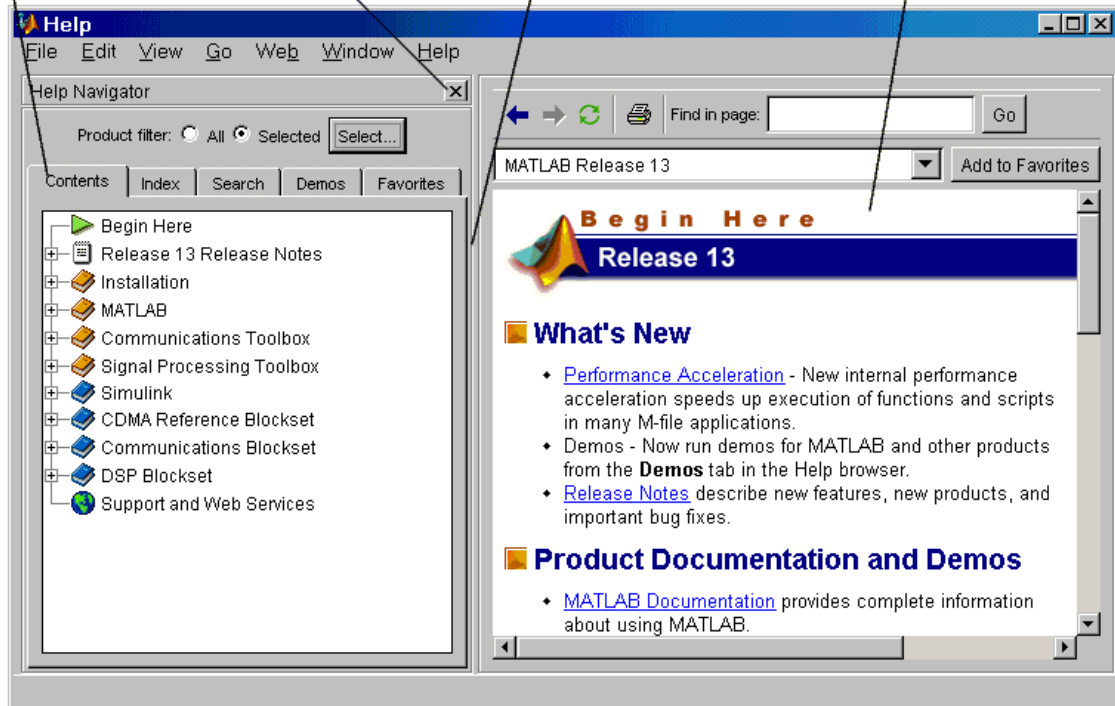 Help
File Edit View Go Web Window Help
Help Navigator
Product filter: All Selected Select...
Contents Index Search Demos Favorites
Begin Here
Release 13 Release Notes
Installation
MATLAB
Communications Toolbox
Signal Processing Toolbox
Simulink
CDMA Reference Blockset
Communications Blockset
DSP Blockset
Support and Web Services
Find in page: Go
MATLAB Release 13 Add to Favorites
Begin Here
Release 13
What's New
Performance Acceleration - New internal performance
acceleration speeds up execution of functions and scripts
in many M-file applications.
Demos - Now run demos for MATLAB and other products
from the Demos tab in the Help browser.
Release Notes describe new features, new products, and
important bug fixes.
Product Documentation and Demos
MATLAB Documentation provides complete information
about using MATLAB.